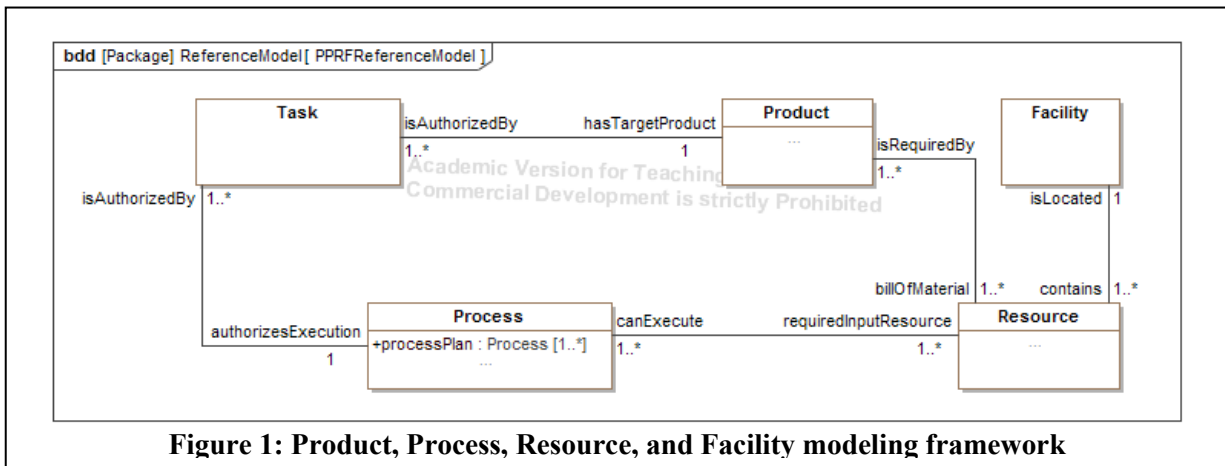 bdd [Package] ReferenceModel[ PPRFReferenceModel ]
Task
Product
...
Facility
isAuthorizedBy
hasTargetProduct
1..*
1
isRequiredBy
1..*
Academic Version for Teaching
Commercial Development is strictly Prohibited
isAuthorizedBy
1..*
isLocated
1
billOfMaterial
1..*
contains
1..*
Process
+processPlan : Process [1..*]
...
canExecute
requiredInputResource
1..*
1..*
Resource
...
authorizesExecution
1
Figure 1: Product, Process, Resource, and Facility modeling framework